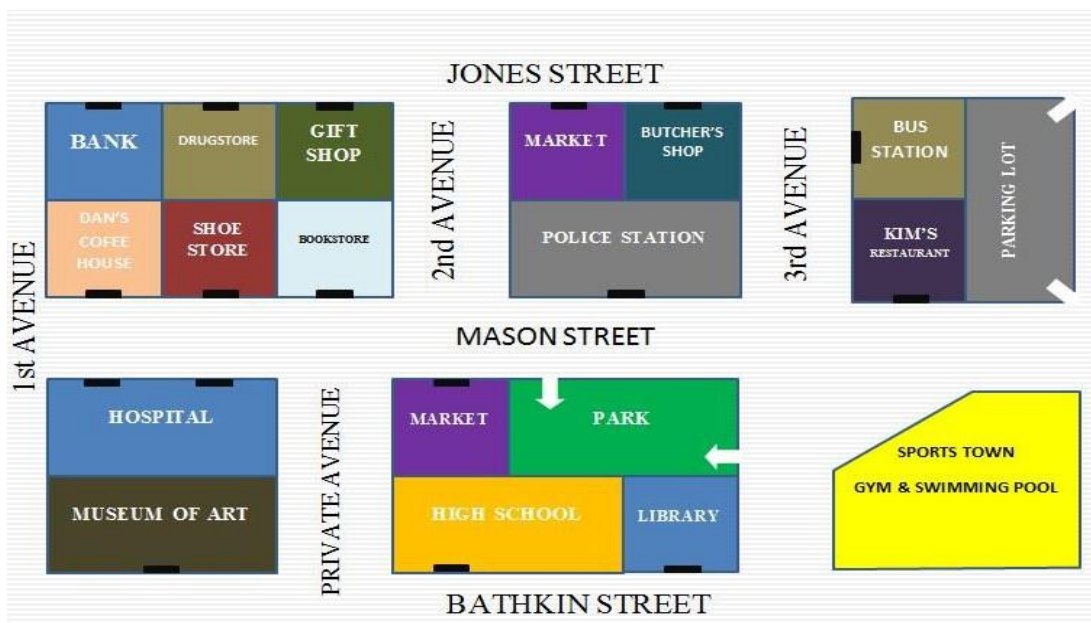 JONES STREET
BANK
DRUGSTORE
GIFT
SHOP
2nd AVENUE
MARKET
BUTCHER'S
SHOP
3rd AVENUE
BUS
STATION
PARKING LOT
1st AVENUE
DAN'S
COFEE
HOUSE
SHOE
STORE
BOOKSTORE
POLICE STATION
KIM'S
RESTAURANT
MASON STREET
HOSPITAL
PRIVATE AVENUE
MARKET
PARK
SPORTS TOWN
GYM & SWIMMING POOL
MUSEUM OF ART
HIGH SCHOOL
LIBRARY
BATHKIN STREET